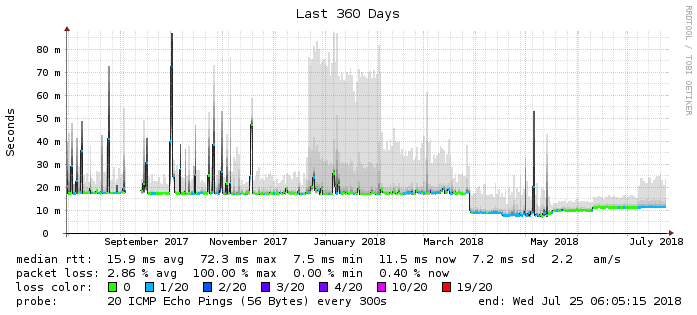 Last 360 Days
RRDTOOL / TOBI OETIKER
Seconds
80 m
70 m
60 m
50 m
40 m
30 m
20 m
10 m
0
September 2017 November 2017 January 2018 March 2018 May 2018 July 2018
median rtt: 15.9 ms avg 72.3 ms max 7.5 ms min 11.5 ms now 7.2 ms sd 2.2 am/s
packet loss: 2.86 % avg 100.00 % max 0.00 % min 0.40 % now
loss color: 0 1/20 2/20 3/20 4/20 10/20 19/20
probe: 20 ICMP Echo Pings (56 Bytes) every 300s end: Wed Jul 25 06:05:15 2018